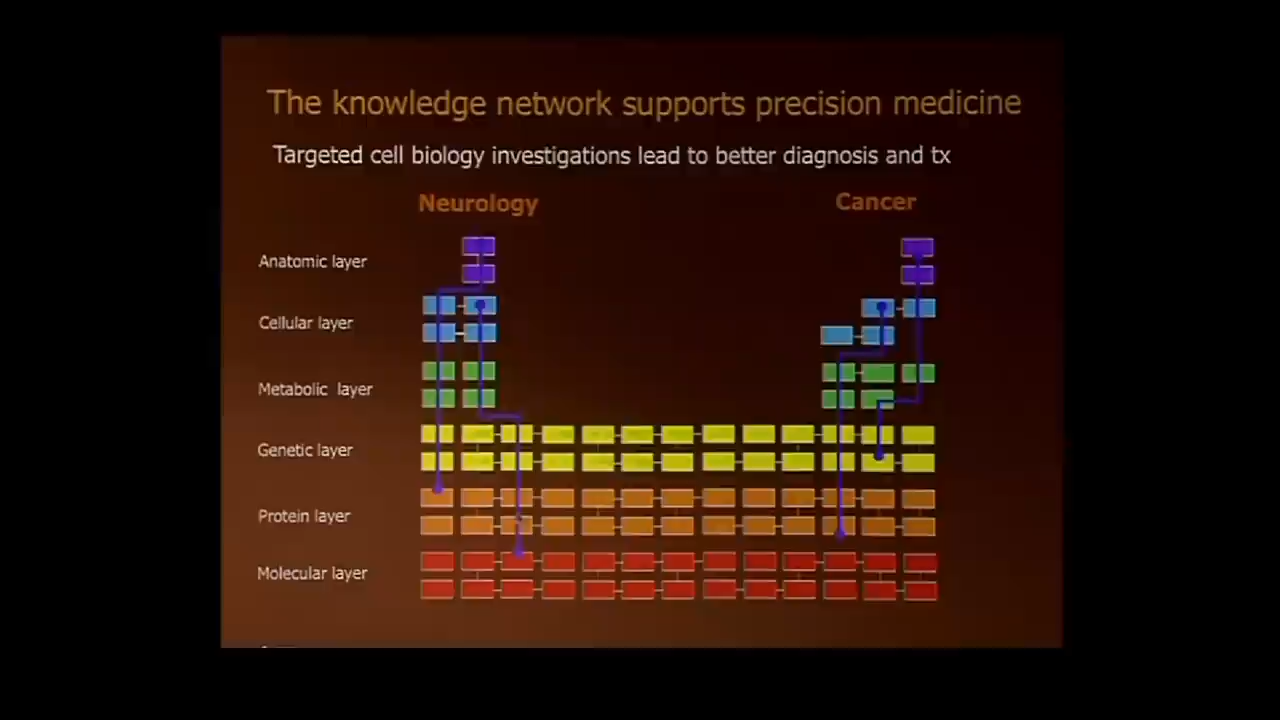 The knowledge network supports precision medicine
Targeted cell biology investigations lead to better diagnosis and tx
Neurology
Cancer
Anatomic layer
Cellular layer
Metabolic layer
Genetic layer
Protein layer
Molecular layer